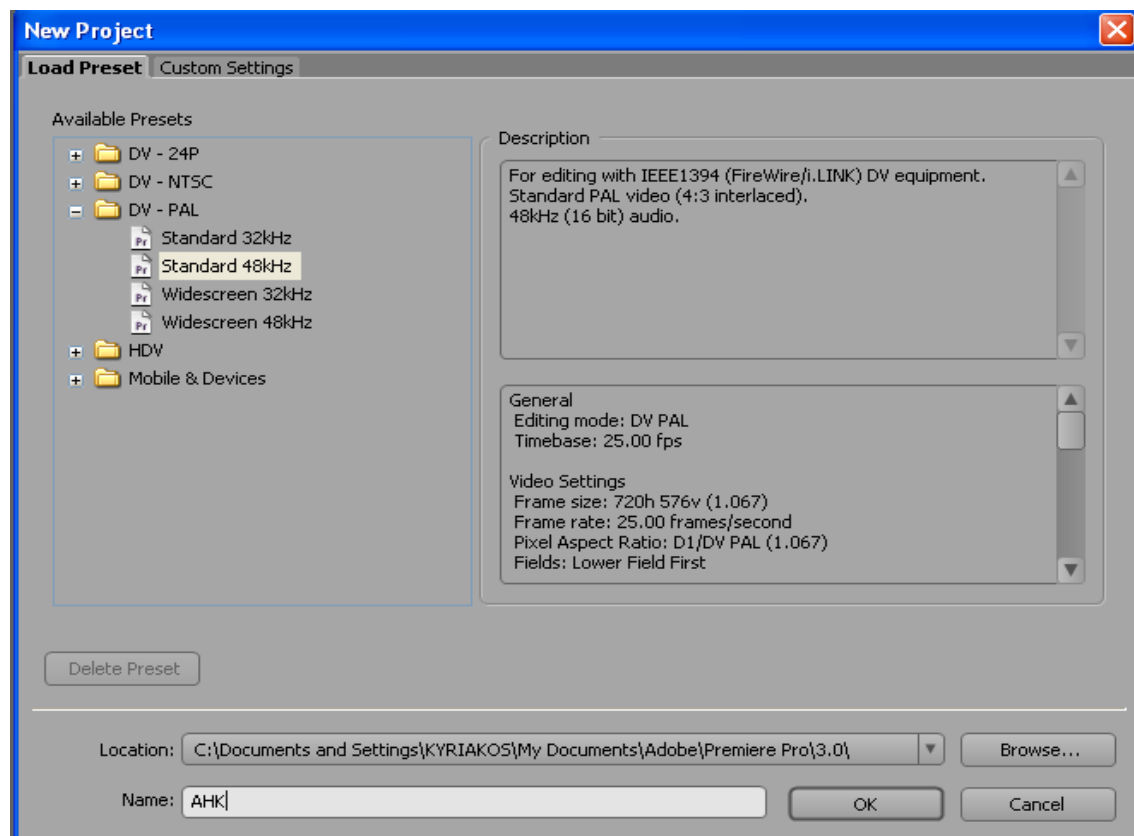 New Project
Load Preset
Custom Settings
Available Presets
DV - 24P
DV - NTSC
DV - PAL
Standard 32kHz
Standard 48kHz
Widescreen 32kHz
Widescreen 48kHz
HDV
Mobile & Devices
Description
For editing with IEEE1394 (FireWire/i.LINK) DV equipment.
Standard PAL video (4:3 interlaced).
48kHz (16 bit) audio.
General
Editing mode: DV PAL
Timebase: 25.00 fps
Video Settings
Frame size: 720h 576v (1.067)
Frame rate: 25.00 frames/second
Pixel Aspect Ratio: D1/DV PAL (1.067)
Fields: Lower Field First
Delete Preset
Location: C:\Documents and Settings\KYRIAKOS\My Documents\Adobe\Premiere Pro\3.0\
Browse...
Name: AHK
OK
Cancel